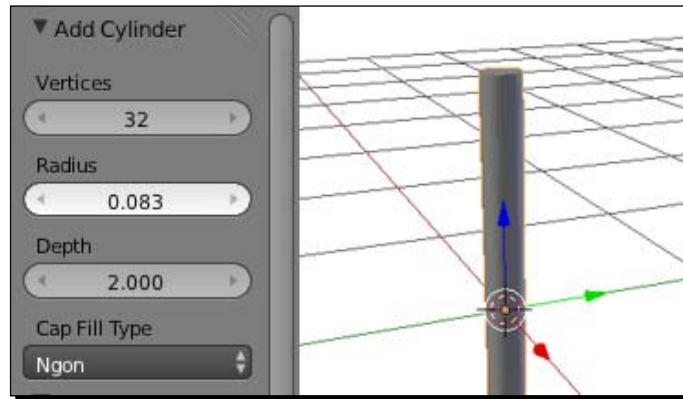 Add Cylinder
Vertices
32
Radius
0.083
Depth
2.000
Cap Fill Type
Ngon